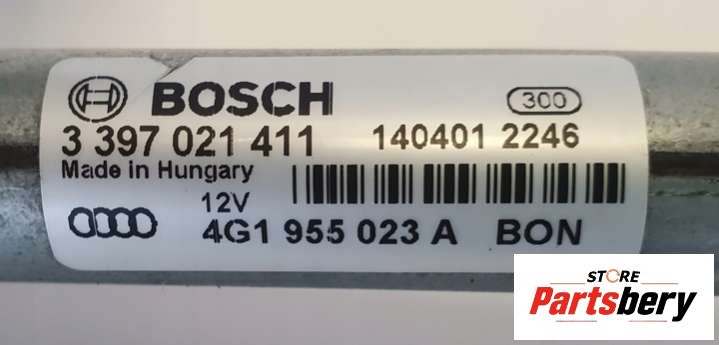 BOSCH 300
3 397 021 411 140401 2246
Made in Hungary
12V
4G1 955 023 A BON
STORE
Partsbery